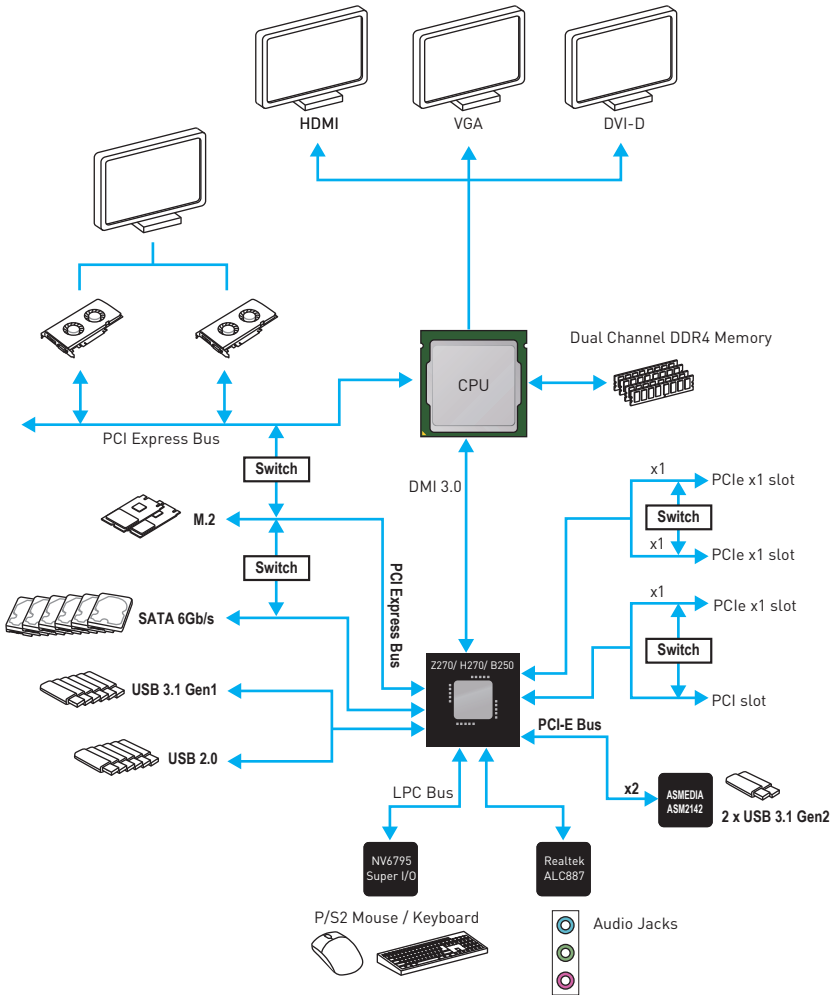 HDMI
VGA
DVI-D
Dual Channel DDR4 Memory
CPU
PCI Express Bus
Switch
DMI 3.0
x1
PCIe x1 slot
M.2
Switch
x1
PCIe x1 slot
Switch
PCI Express Bus
x1
PCIe x1 slot
SATA 6Gb/s
Switch
Z270/ H270/ B250
USB 3.1 Gen1
PCI slot
PCI-E Bus
USB 2.0
LPC Bus
x2
ASMEDIA
ASM2142
2 x USB 3.1 Gen2
NV6795
Super I/O
Realtek
ALC887
P/S2 Mouse / Keyboard
Audio Jacks